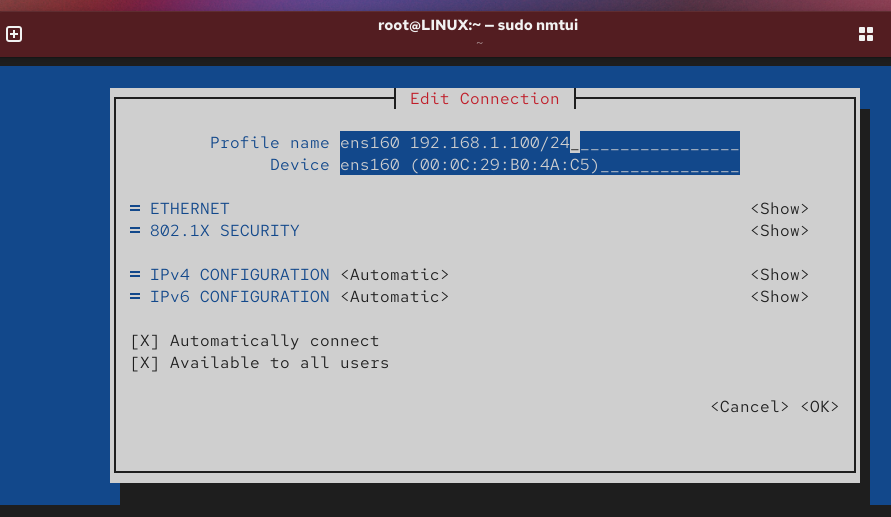 root@LINUX:~ — sudo nmtui
~
Edit Connection
Profile name ens160 192.168.1.100/24_________________
Device ens160 (00:0C:29:B0:4A:C5)______________
= ETHERNET <Show>
= 802.1X SECURITY <Show>
= IPv4 CONFIGURATION <Automatic> <Show>
= IPv6 CONFIGURATION <Automatic> <Show>
[X] Automatically connect
[X] Available to all users
<Cancel> <OK>